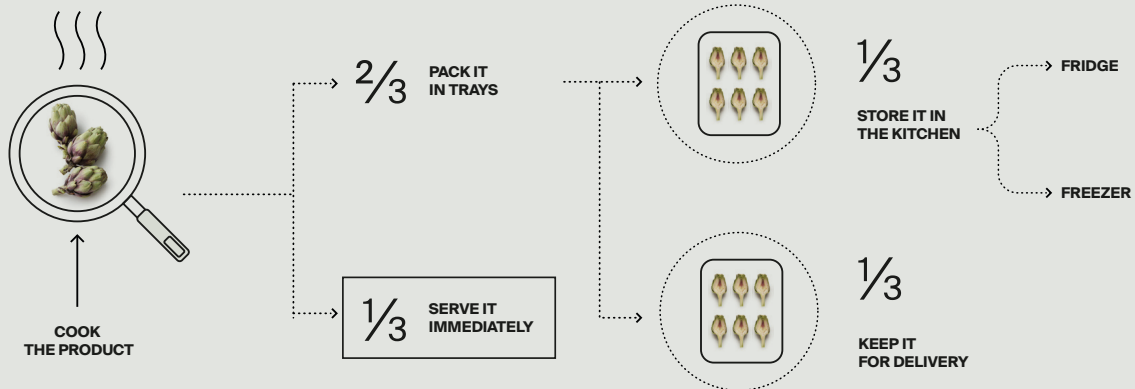 COOK
THE PRODUCT
2/3
PACK IT
IN TRAYS
1/3
SERVE IT
IMMEDIATELY
1/3
STORE IT IN
THE KITCHEN
FRIDGE
FREEZER
1/3
KEEP IT
FOR DELIVERY